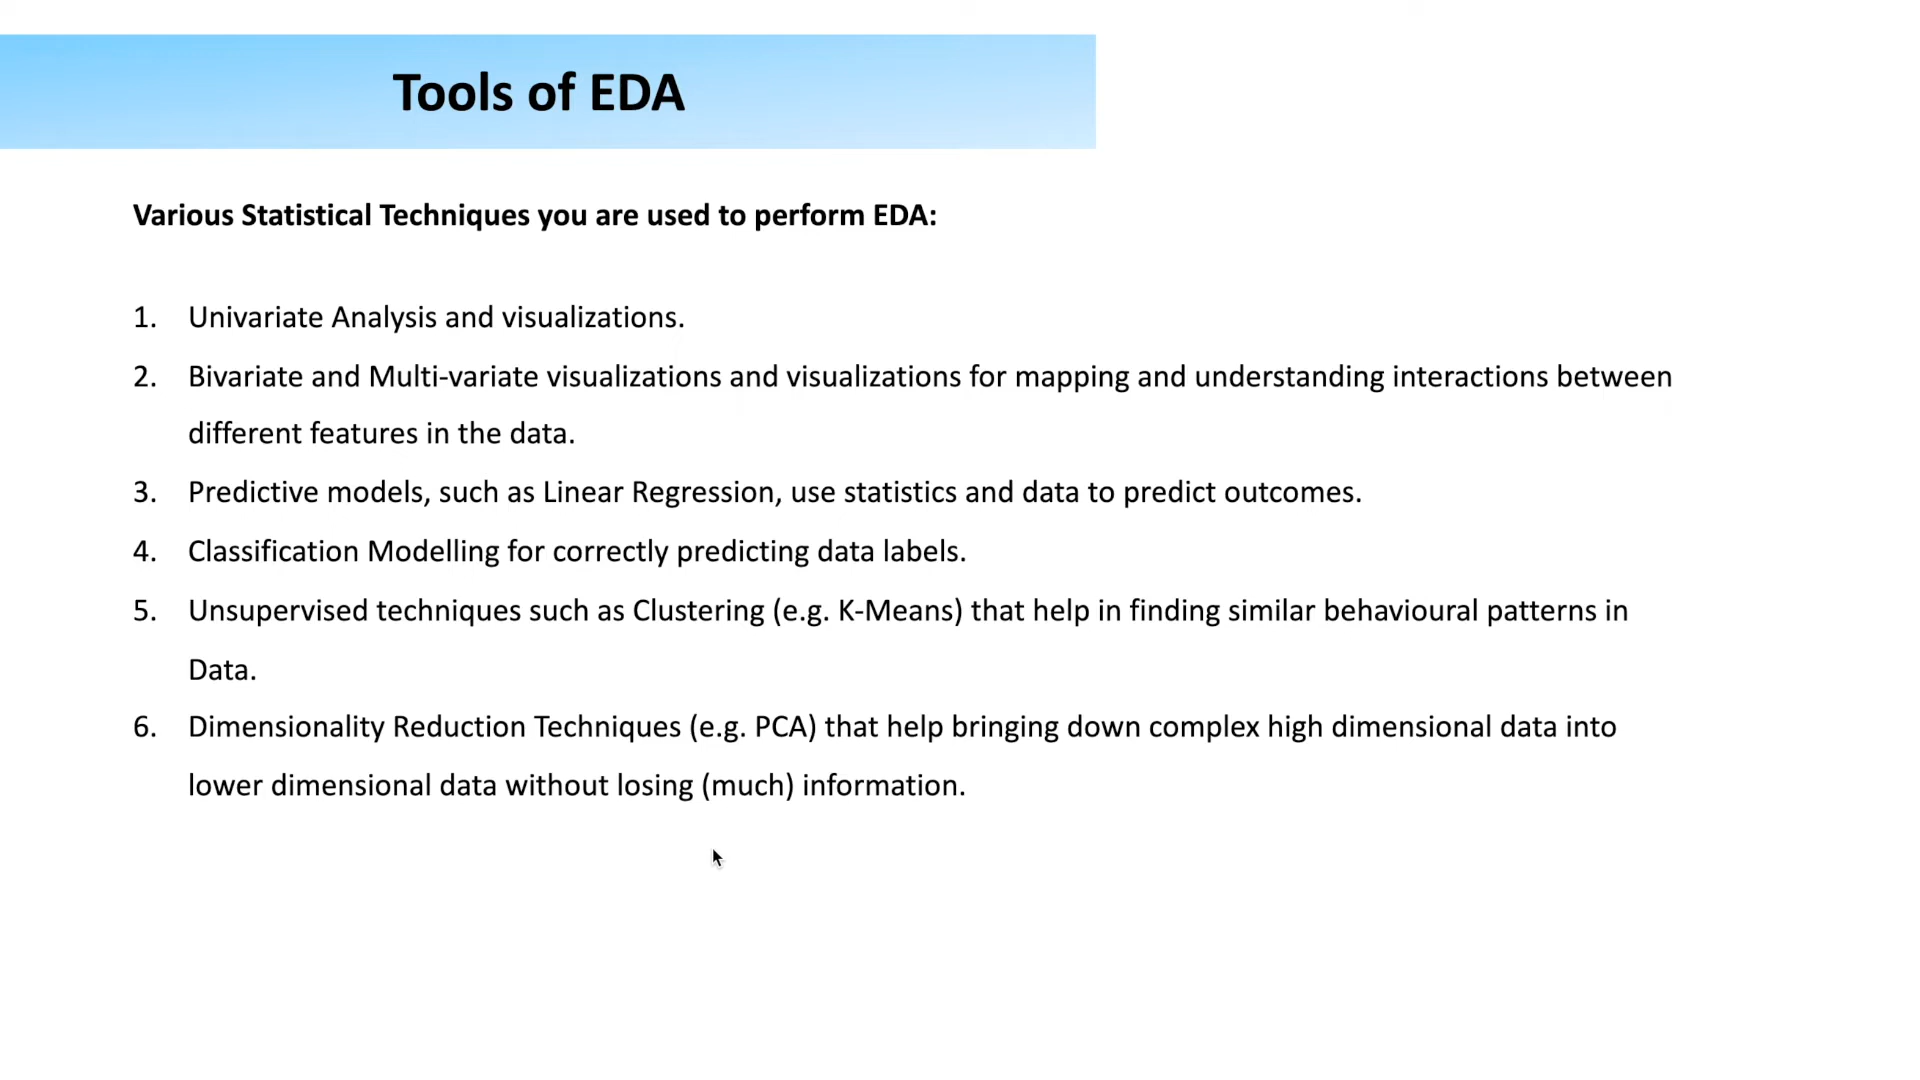 Tools of EDA
Various Statistical Techniques you are used to perform EDA:
1. Univariate Analysis and visualizations.
2. Bivariate and Multi-variate visualizations and visualizations for mapping and understanding interactions between
different features in the data.
3. Predictive models, such as Linear Regression, use statistics and data to predict outcomes.
4. Classification Modelling for correctly predicting data labels.
5. Unsupervised techniques such as Clustering (e.g. K-Means) that help in finding similar behavioural patterns in
Data.
6. Dimensionality Reduction Techniques (e.g. PCA) that help bringing down complex high dimensional data into
lower dimensional data without losing (much) information.